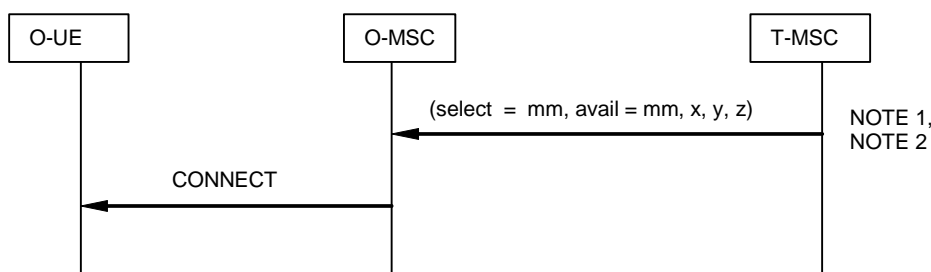 O-UE
O-MSC
T-MSC
(select = mm, avail = mm, x, y, z)
NOTE 1,
NOTE 2
CONNECT